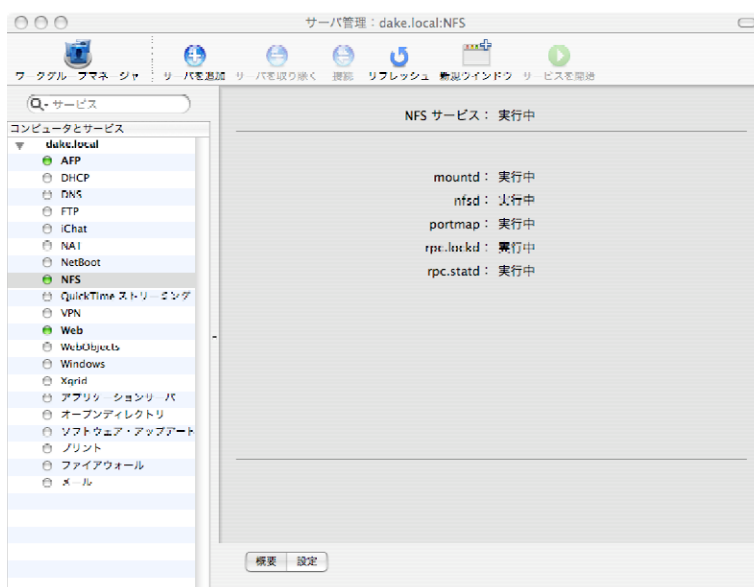 サーバ管理：dake.local:NFS
ワークグループマネージャ サーバを追加 サーバを取り除く 接続 リフレッシュ 新規ウインドウ サービスを開始
サービス
コンピュータとサービス
dake.local
AFP
DHCP
DNS
FTP
iChat
NAT
NetBoot
NFS
QuickTime ストリーミング
VPN
Web
WebObjects
Windows
Xgrid
アプリケーションサーバ
オープンディレクトリ
ソフトウェア・アップデート
プリント
ファイアウォール
メール
NFS サービス： 実行中
mountd： 実行中
nfsd： 実行中
portmap： 実行中
rpc.lockd： 実行中
rpc.statd： 実行中
概要 設定